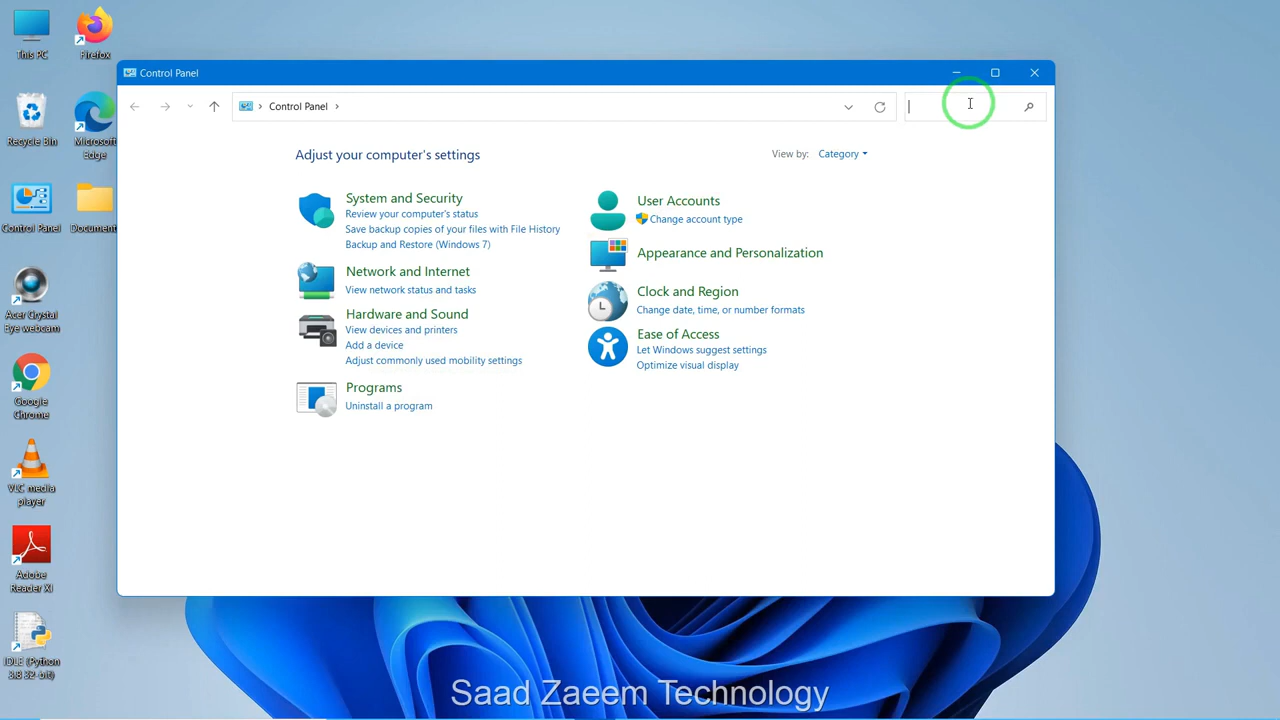 This PC
Firefox
Recycle Bin
Microsoft
Edge
Control Panel
Document
Acer Crystal
Eye webcam
Google
Chrome
VLC media
player
Adobe
Reader XI
IDLE (Python
3.8 32-bit)
Control Panel
Control Panel
Adjust your computer's settings
View by: Category
System and Security
Review your computer's status
Save backup copies of your files with File History
Backup and Restore (Windows 7)
Network and Internet
View network status and tasks
Hardware and Sound
View devices and printers
Add a device
Adjust commonly used mobility settings
Programs
Uninstall a program
User Accounts
Change account type
Appearance and Personalization
Clock and Region
Change date, time, or number formats
Ease of Access
Let Windows suggest settings
Optimize visual display
Saad Zaeem Technology